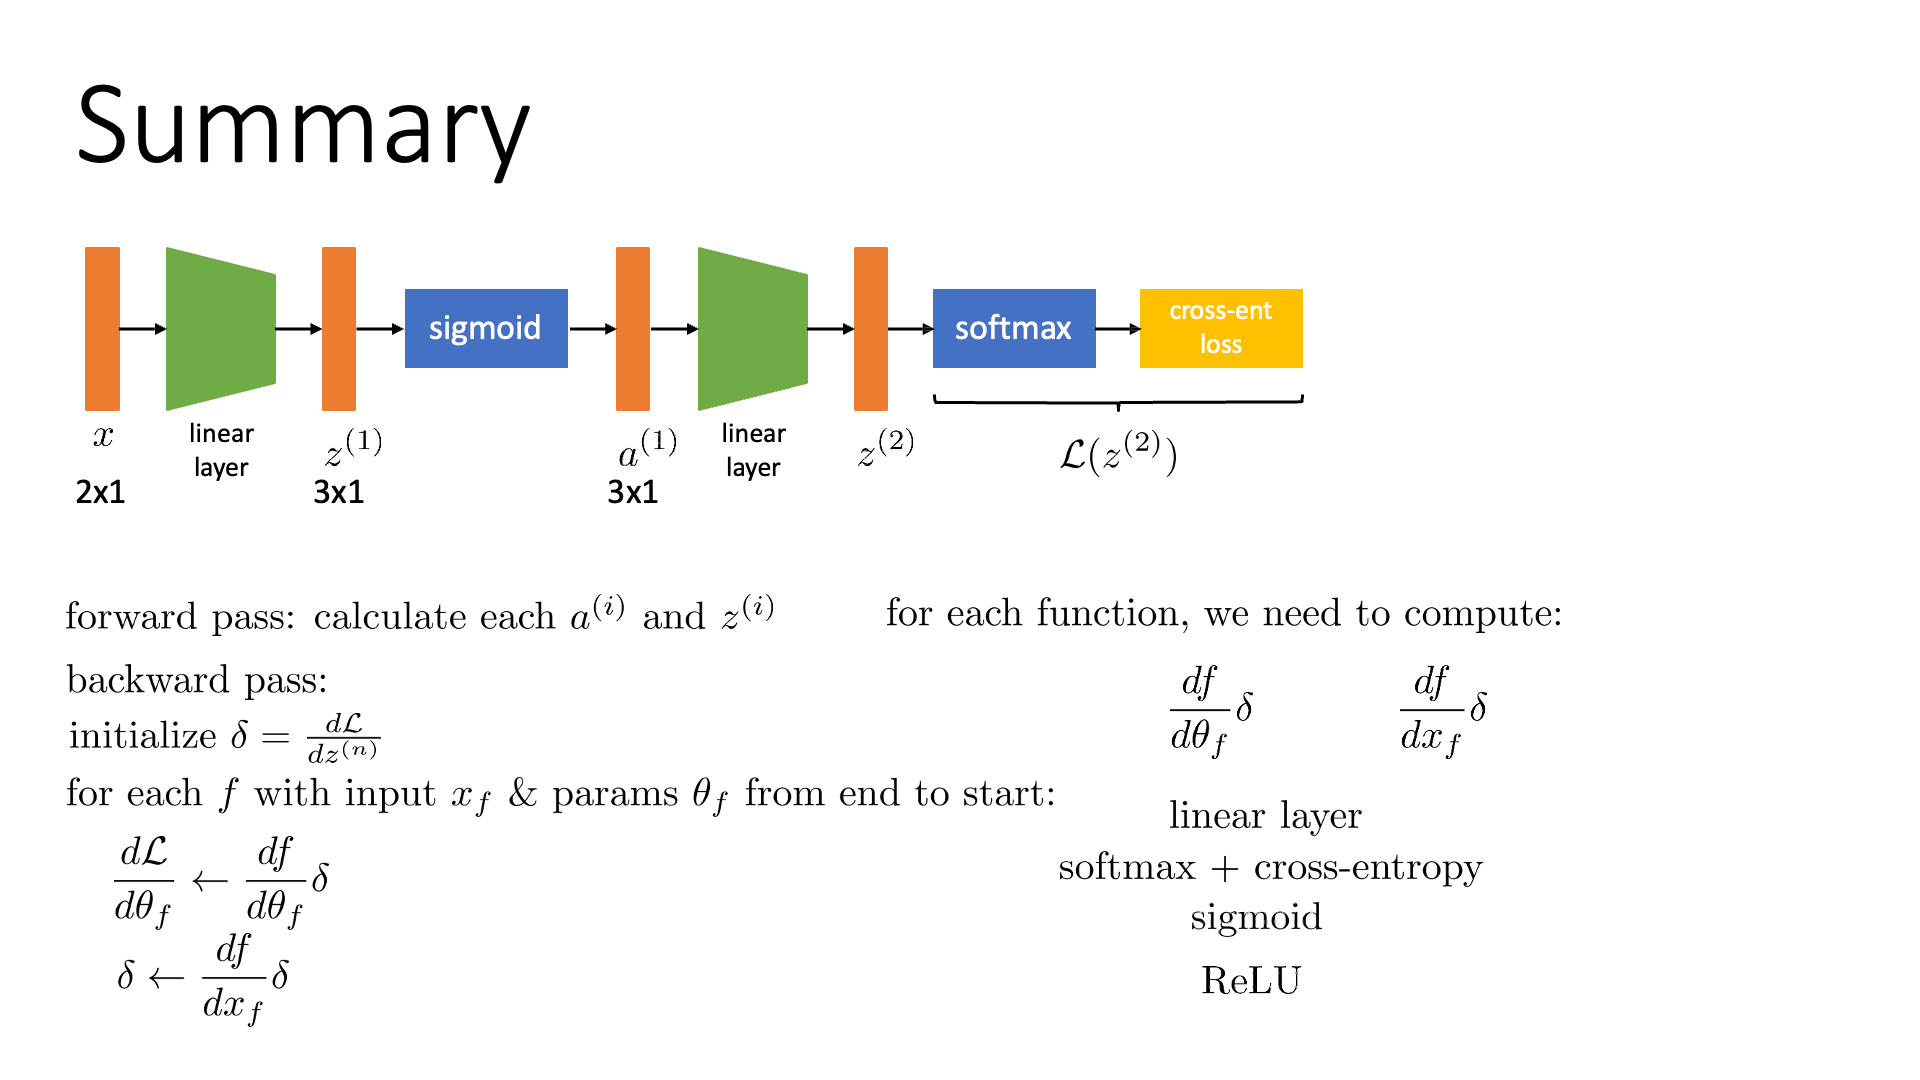 Summary
sigmoid
softmax
cross-ent
loss
x
2x1
linear
layer
z^{(1)}
3x1
a^{(1)}
3x1
linear
layer
z^{(2)}
\mathcal{L}(z^{(2)})
forward pass: calculate each a^{(i)} and z^{(i)}
backward pass:
initialize \delta = \frac{d\mathcal{L}}{dz^{(n)}}
for each f with input x_f & params \theta_f from end to start:
\frac{d\mathcal{L}}{d\theta_f} \leftarrow \frac{df}{d\theta_f}\delta
\delta \leftarrow \frac{df}{dx_f}\delta
for each function, we need to compute:
\frac{df}{d\theta_f}\delta \frac{df}{dx_f}\delta
linear layer
softmax + cross-entropy
sigmoid
ReLU